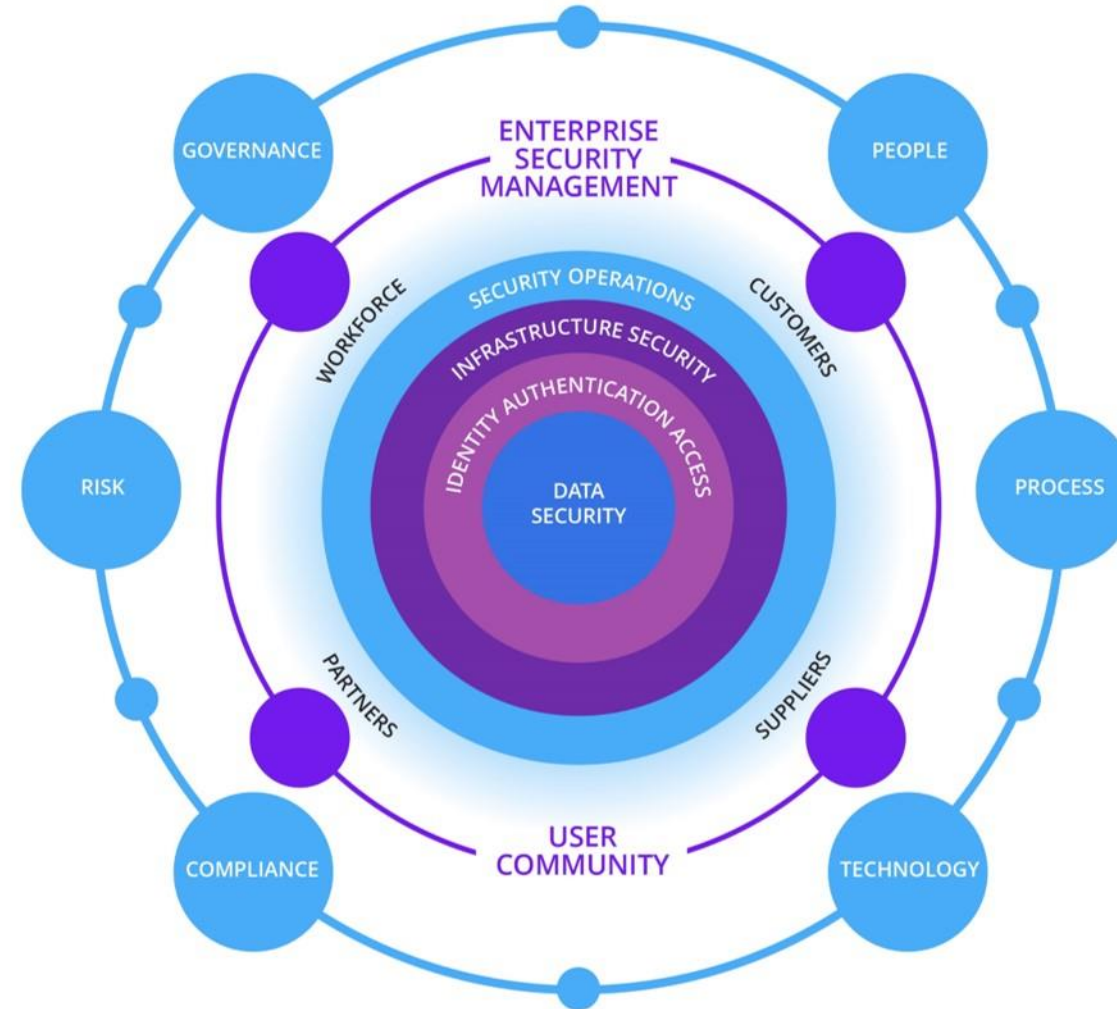 GOVERNANCE
PEOPLE
ENTERPRISE
SECURITY
MANAGEMENT
WORKFORCE
CUSTOMERS
SECURITY OPERATIONS
INFRASTRUCTURE SECURITY
IDENTITY AUTHENTICATION ACCESS
DATA
SECURITY
RISK
PROCESS
PARTNERS
SUPPLIERS
USER
COMMUNITY
COMPLIANCE
TECHNOLOGY